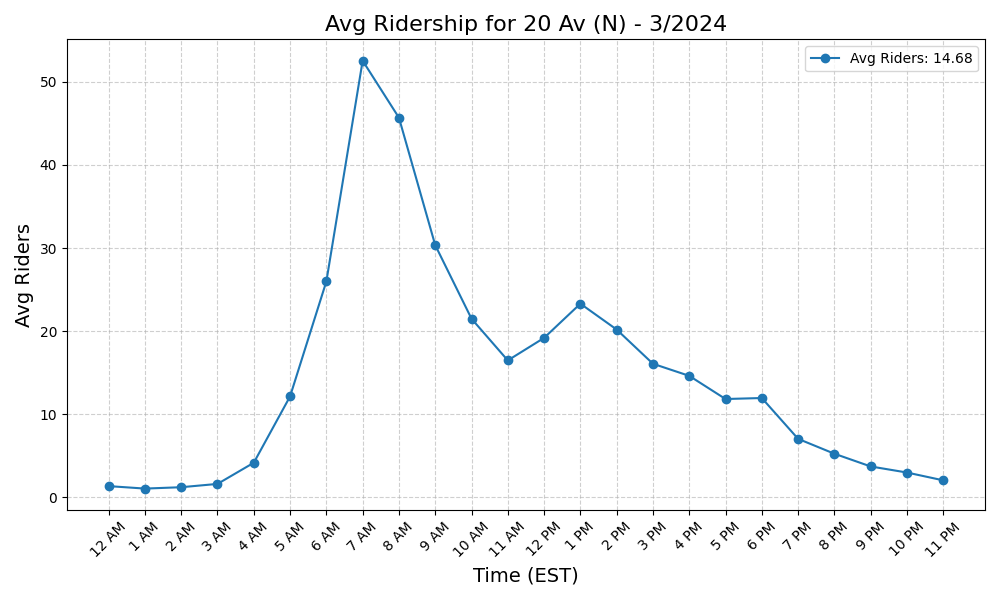 Avg Ridership for 20 Av (N) - 3/2024
Avg Riders: 14.68
Avg Riders
50
40
30
20
10
0
12 AM
1 AM
2 AM
3 AM
4 AM
5 AM
6 AM
7 AM
8 AM
9 AM
10 AM
11 AM
12 PM
1 PM
2 PM
3 PM
4 PM
5 PM
6 PM
7 PM
8 PM
9 PM
10 PM
11 PM
Time (EST)